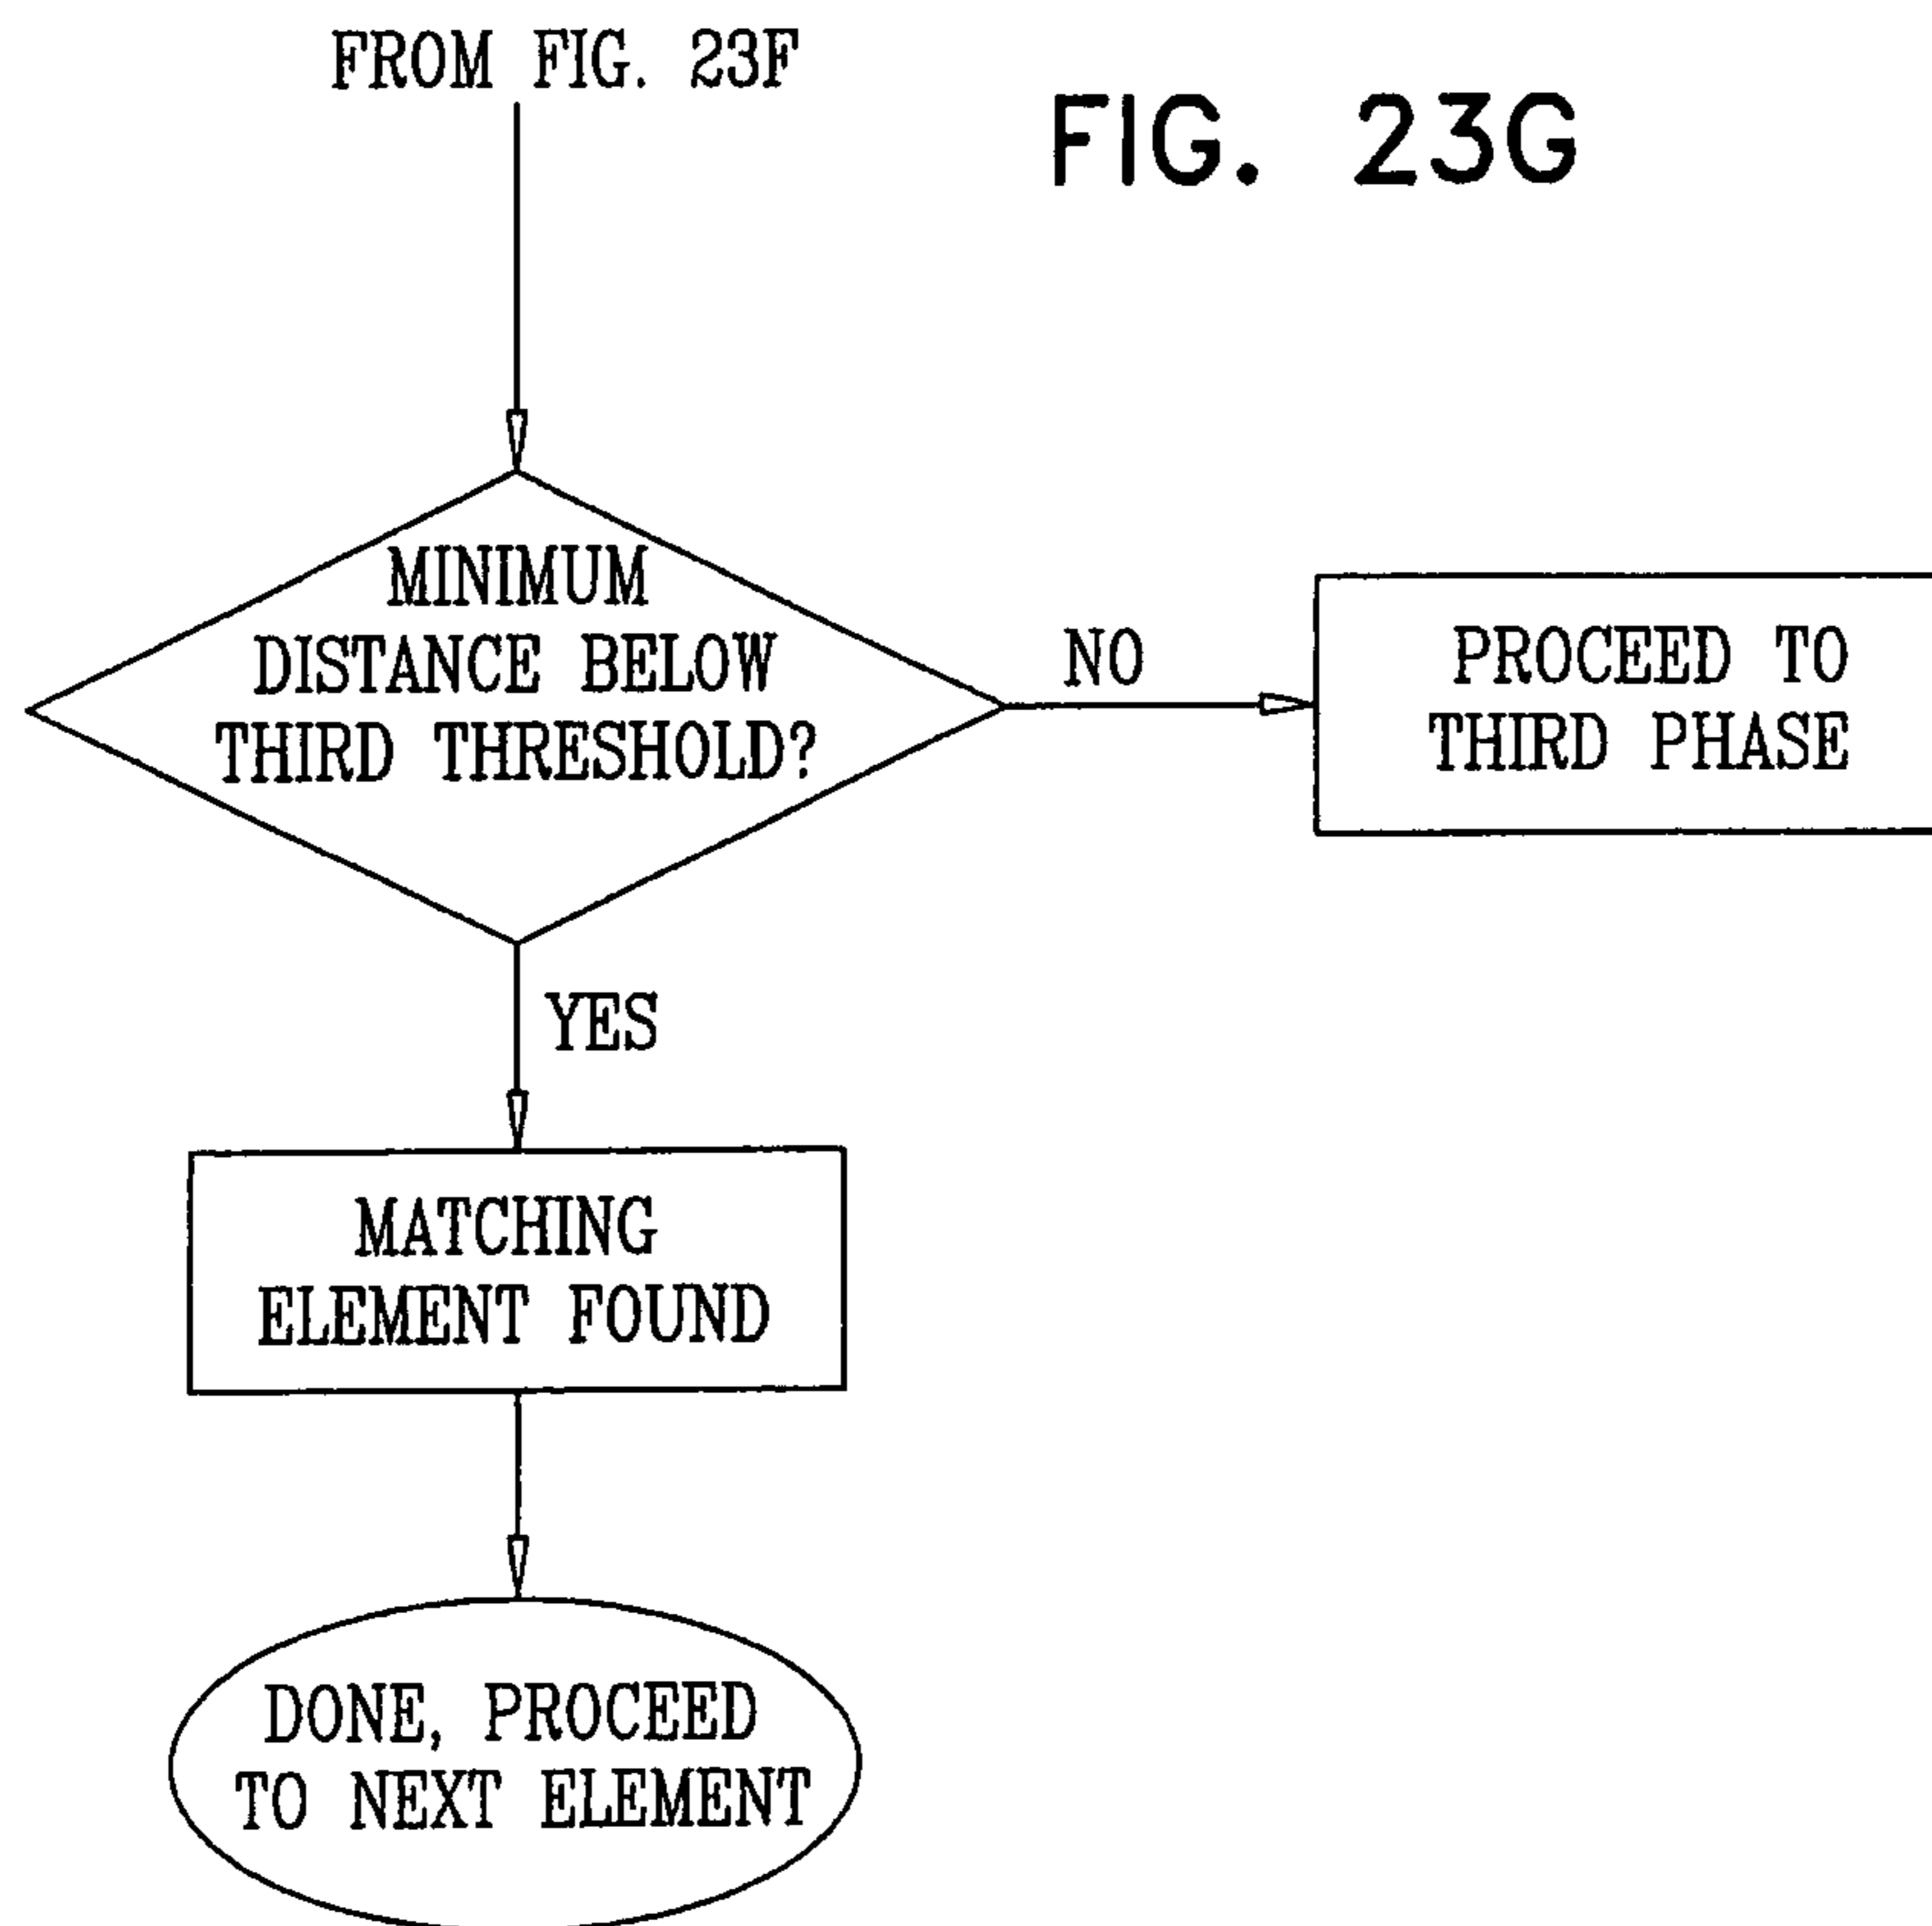 FROM FIG. 23F
FIG. 23G
MINIMUM
DISTANCE BELOW
THIRD THRESHOLD?
NO
PROCEED TO
THIRD PHASE
YES
MATCHING
ELEMENT FOUND
DONE, PROCEED
TO NEXT ELEMENT